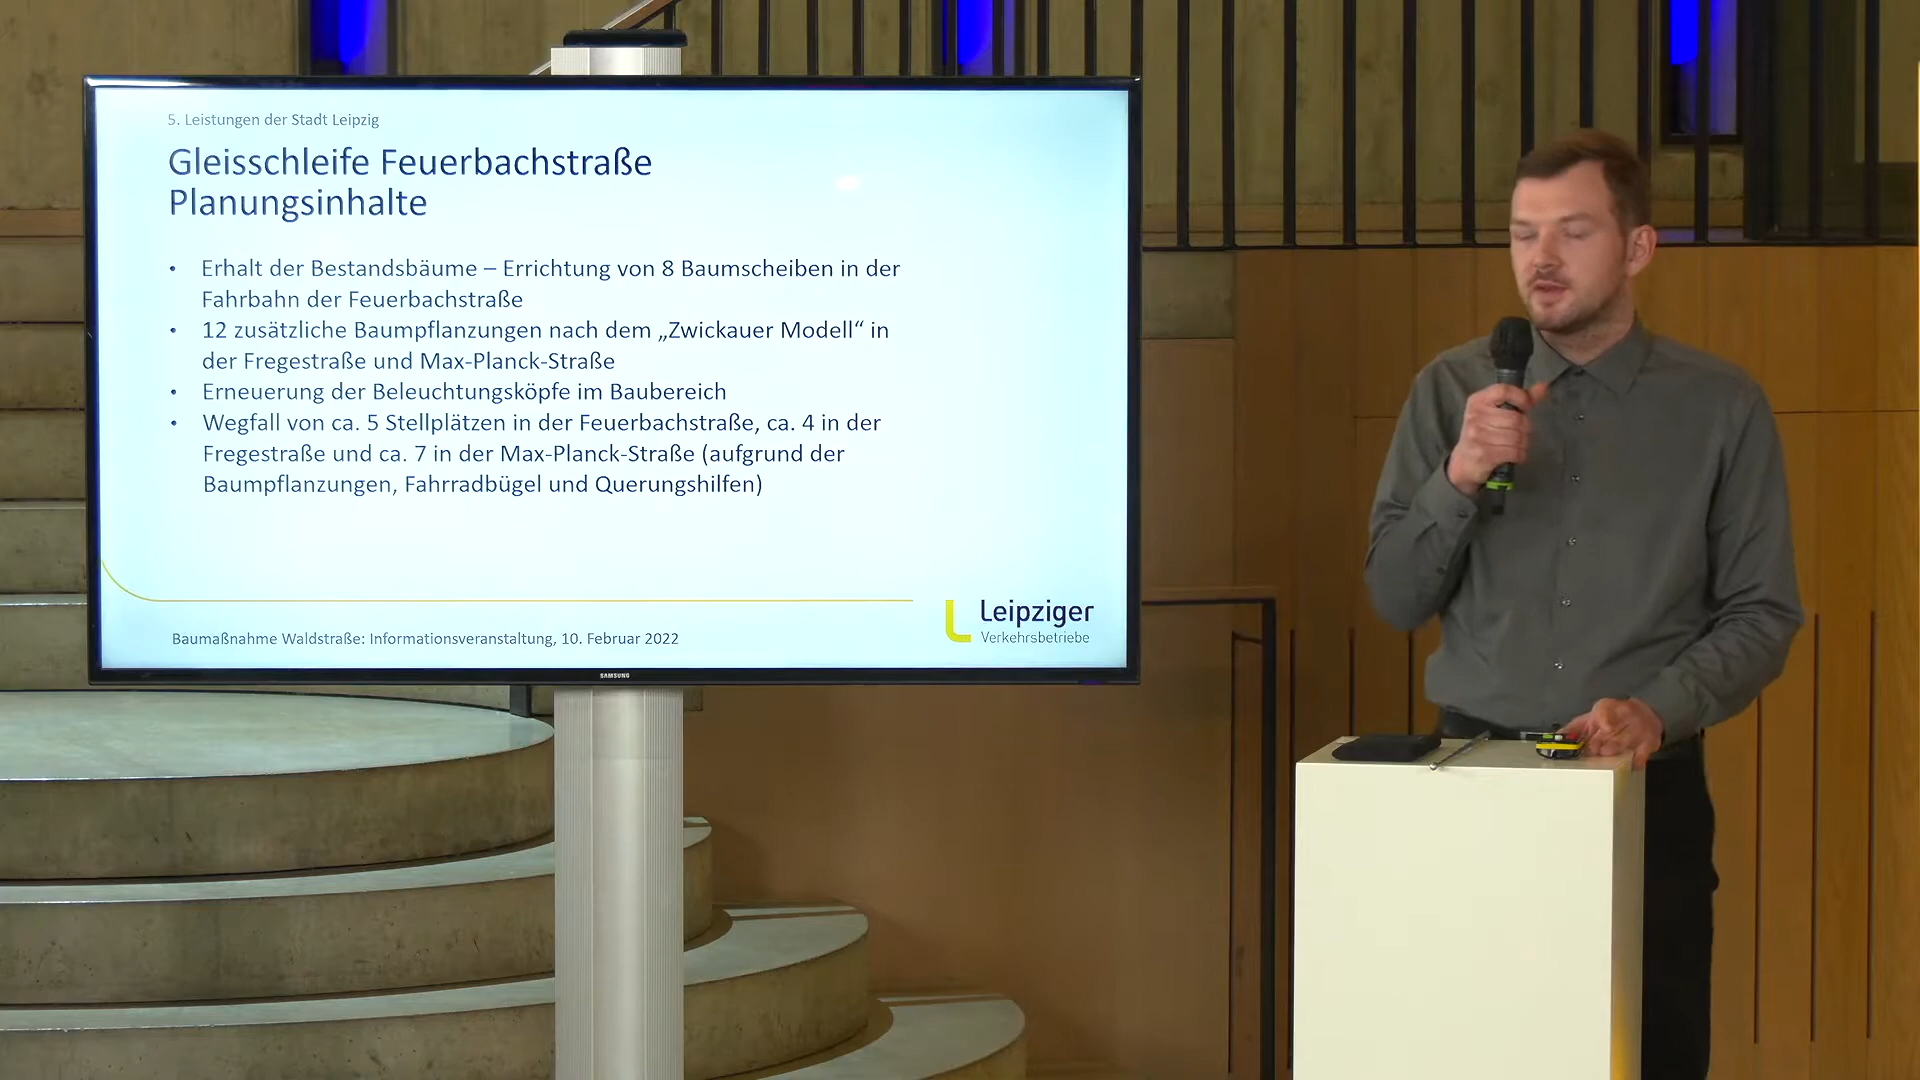 5. Leistungen der Stadt Leipzig
Gleisschleife Feuerbachstraße
Planungsinhalte
• Erhalt der Bestandsbäume – Errichtung von 8 Baumscheiben in der
Fahrbahn der Feuerbachstraße
• 12 zusätzliche Baumpflanzungen nach dem „Zwickauer Modell“ in
der Fregestraße und Max-Planck-Straße
• Erneuerung der Beleuchtungsköpfe im Baubereich
• Wegfall von ca. 5 Stellplätzen in der Feuerbachstraße, ca. 4 in der
Fregestraße und ca. 7 in der Max-Planck-Straße (aufgrund der
Baumpflanzungen, Fahrradbügel und Querungshilfen)
Leipziger
Verkehrsbetriebe
Baumaßnahme Waldstraße: Informationsveranstaltung, 10. Februar 2022
SAMSUNG